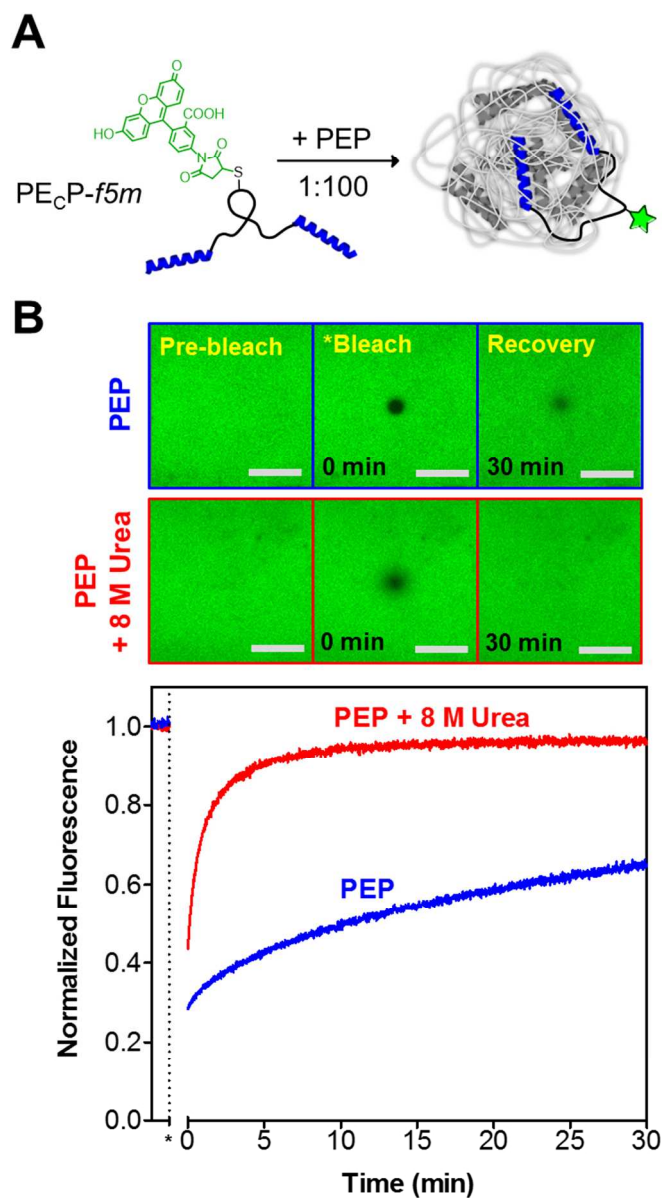 A
O
O
COOH
HO
N
O
O
S
+ PEP
1:100
PECP-f5m
B
Pre-bleach
*Bleach
Recovery
PEP
0 min
30 min
PEP
+ 8 M Urea
0 min
30 min
Normalized Fluorescence
1.0
0.8
0.6
0.4
0.2
0.0
PEP + 8 M Urea
PEP
* 0 5 10 15 20 25 30
Time (min)